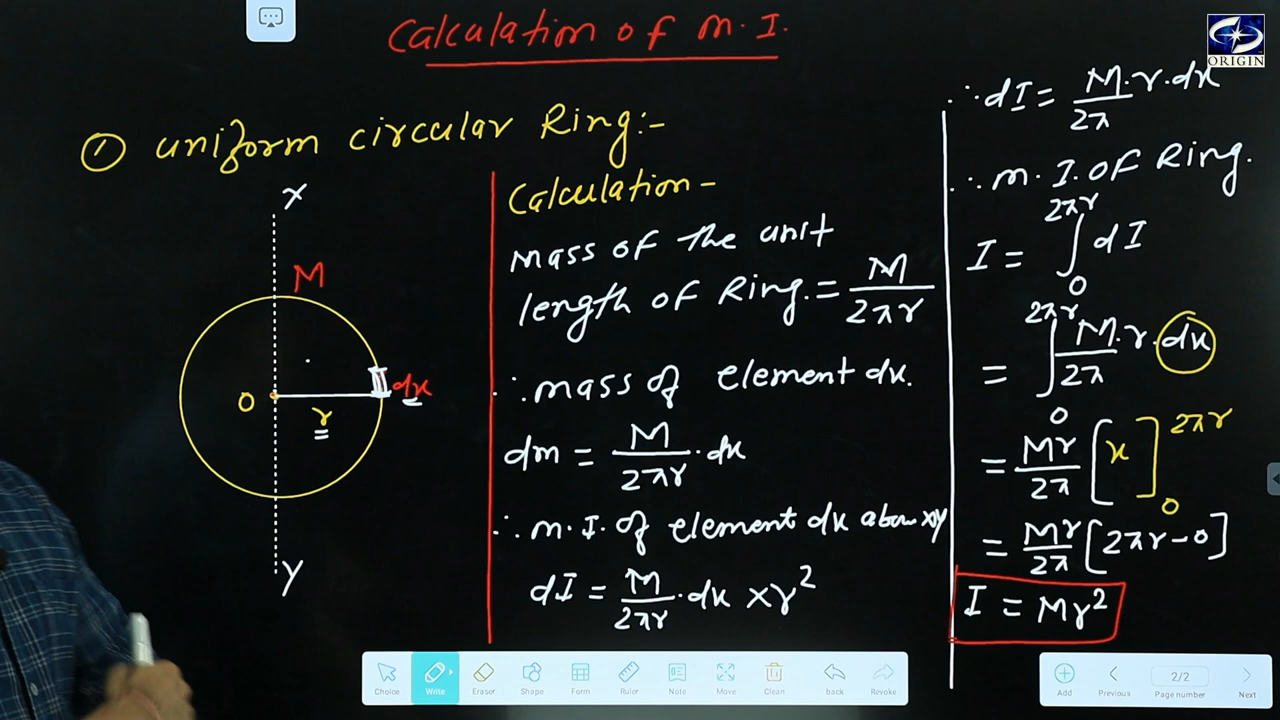 Calculation of M.I.
ORIGIN
① uniform circular Ring:-
X
M
O
r
dx
Y
Calculation -
Mass of the unit
length of Ring. = M/2πr
∴ mass of element dx.
dm = M/2πr · dx
∴ M.I. of element dx about xy
dI = M/2πr · dx × r²
∴ dI = M/2π · r · dx
∴ M.I. of Ring.
I = ∫₀^2πr dI
= ∫₀^2πr M/2π · r · dx
= Mr/2π [x]₀^2πr
= Mr/2π [2πr - 0]
I = Mr²
Choice Write Eraser Shape Form Ruler Note Move Clean back Revoke
Add Previous 2/2 Page number Next